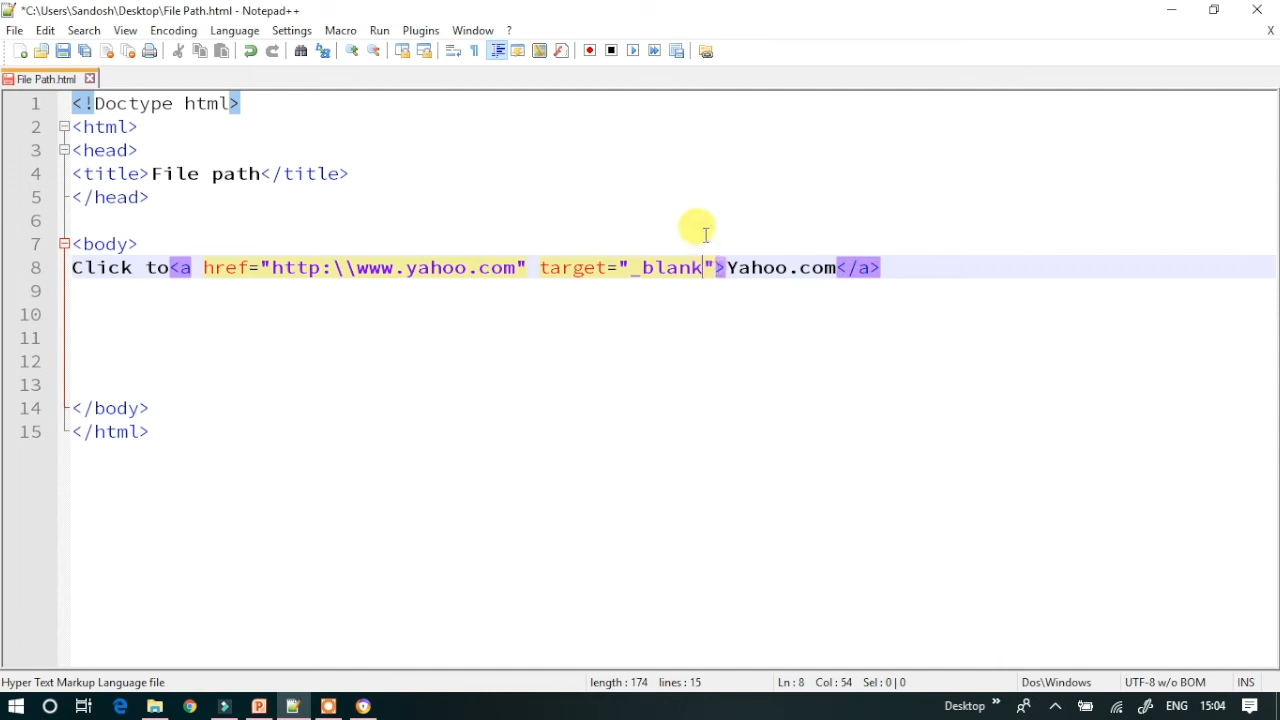 *C:\Users\Sandosh\Desktop\File Path.html - Notepad++
File Edit Search View Encoding Language Settings Macro Run Plugins Window ? X
File Path.html
1 <!Doctype html>
2 <html>
3 <head>
4 <title>File path</title>
5 </head>
6
7 <body>
8 Click to<a href="http:\\www.yahoo.com" target="_blank">Yahoo.com</a>
9
10
11
12
13
14 </body>
15 </html>
Hyper Text Markup Language file length : 174 lines : 15 Ln : 8 Col : 54 Sel : 0 | 0 Dos\Windows UTF-8 w/o BOM INS
Desktop ENG 15:04